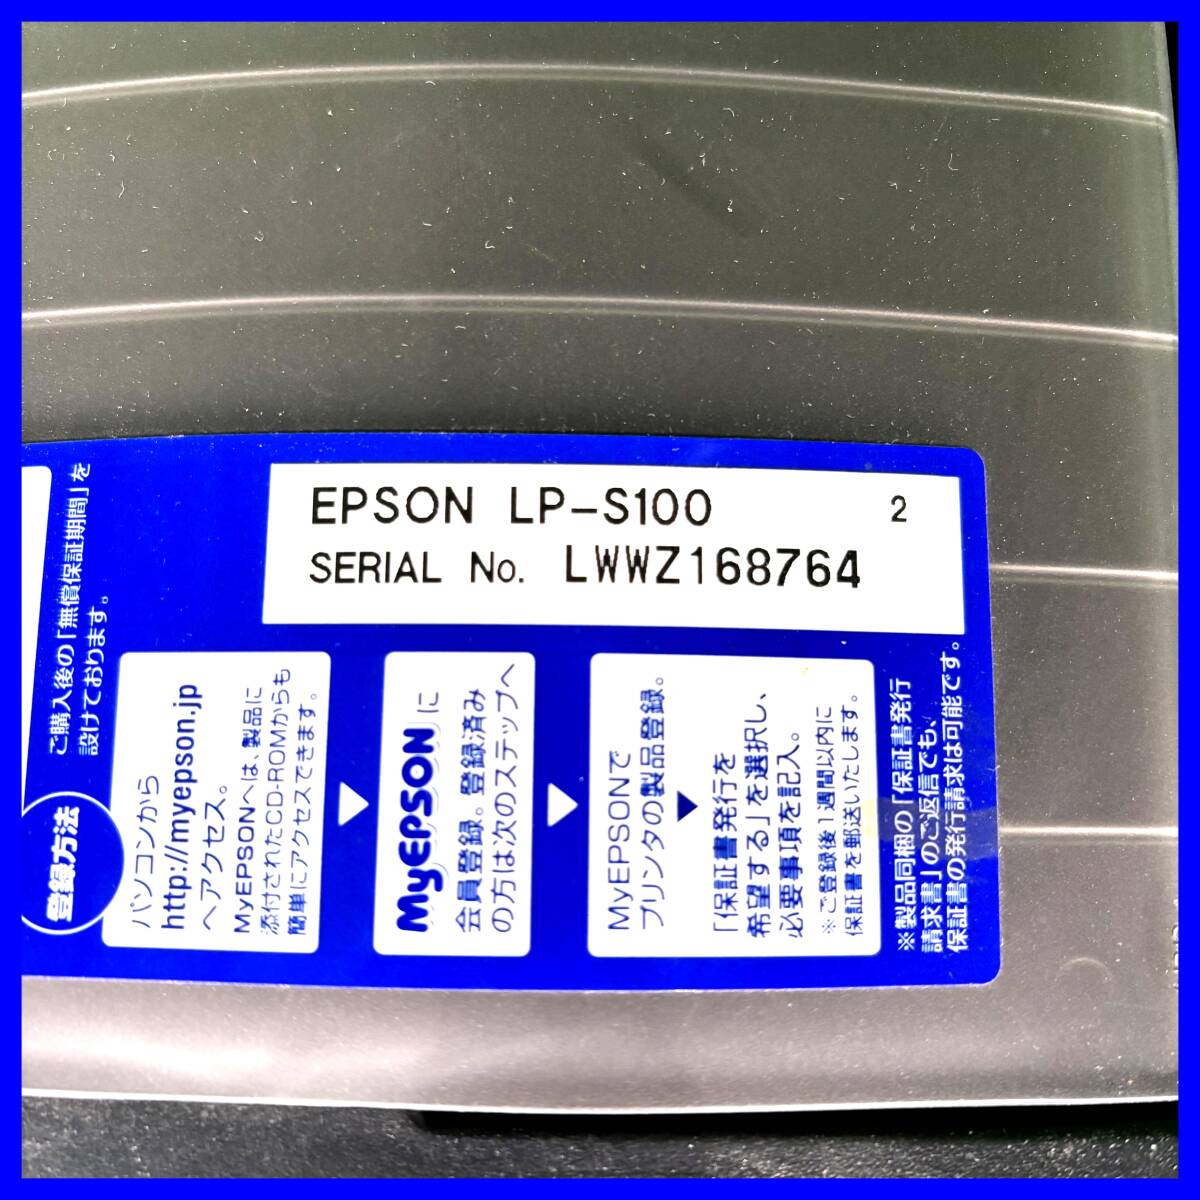 EPSON LP-S100 2
SERIAL No. LWWZ168764
ご購入後の「無償保証期間」を
設けております。
登録方法
パソコンから
http://myepson.jp
へアクセス。
MyEPSONへは、製品に
添付されたCD-ROMからも
簡単にアクセスできます。
MyEPSONに
会員登録。登録済み
の方は次のステップへ
MyEPSONで
プリンタの製品登録。
「保証書発行を
希望する」を選択し、
必要事項を記入。
※ご登録後1週間以内に
保証書を郵送いたします。
※製品同梱の「保証書発行
請求書」のご返信でも、
保証書の発行請求は可能です。